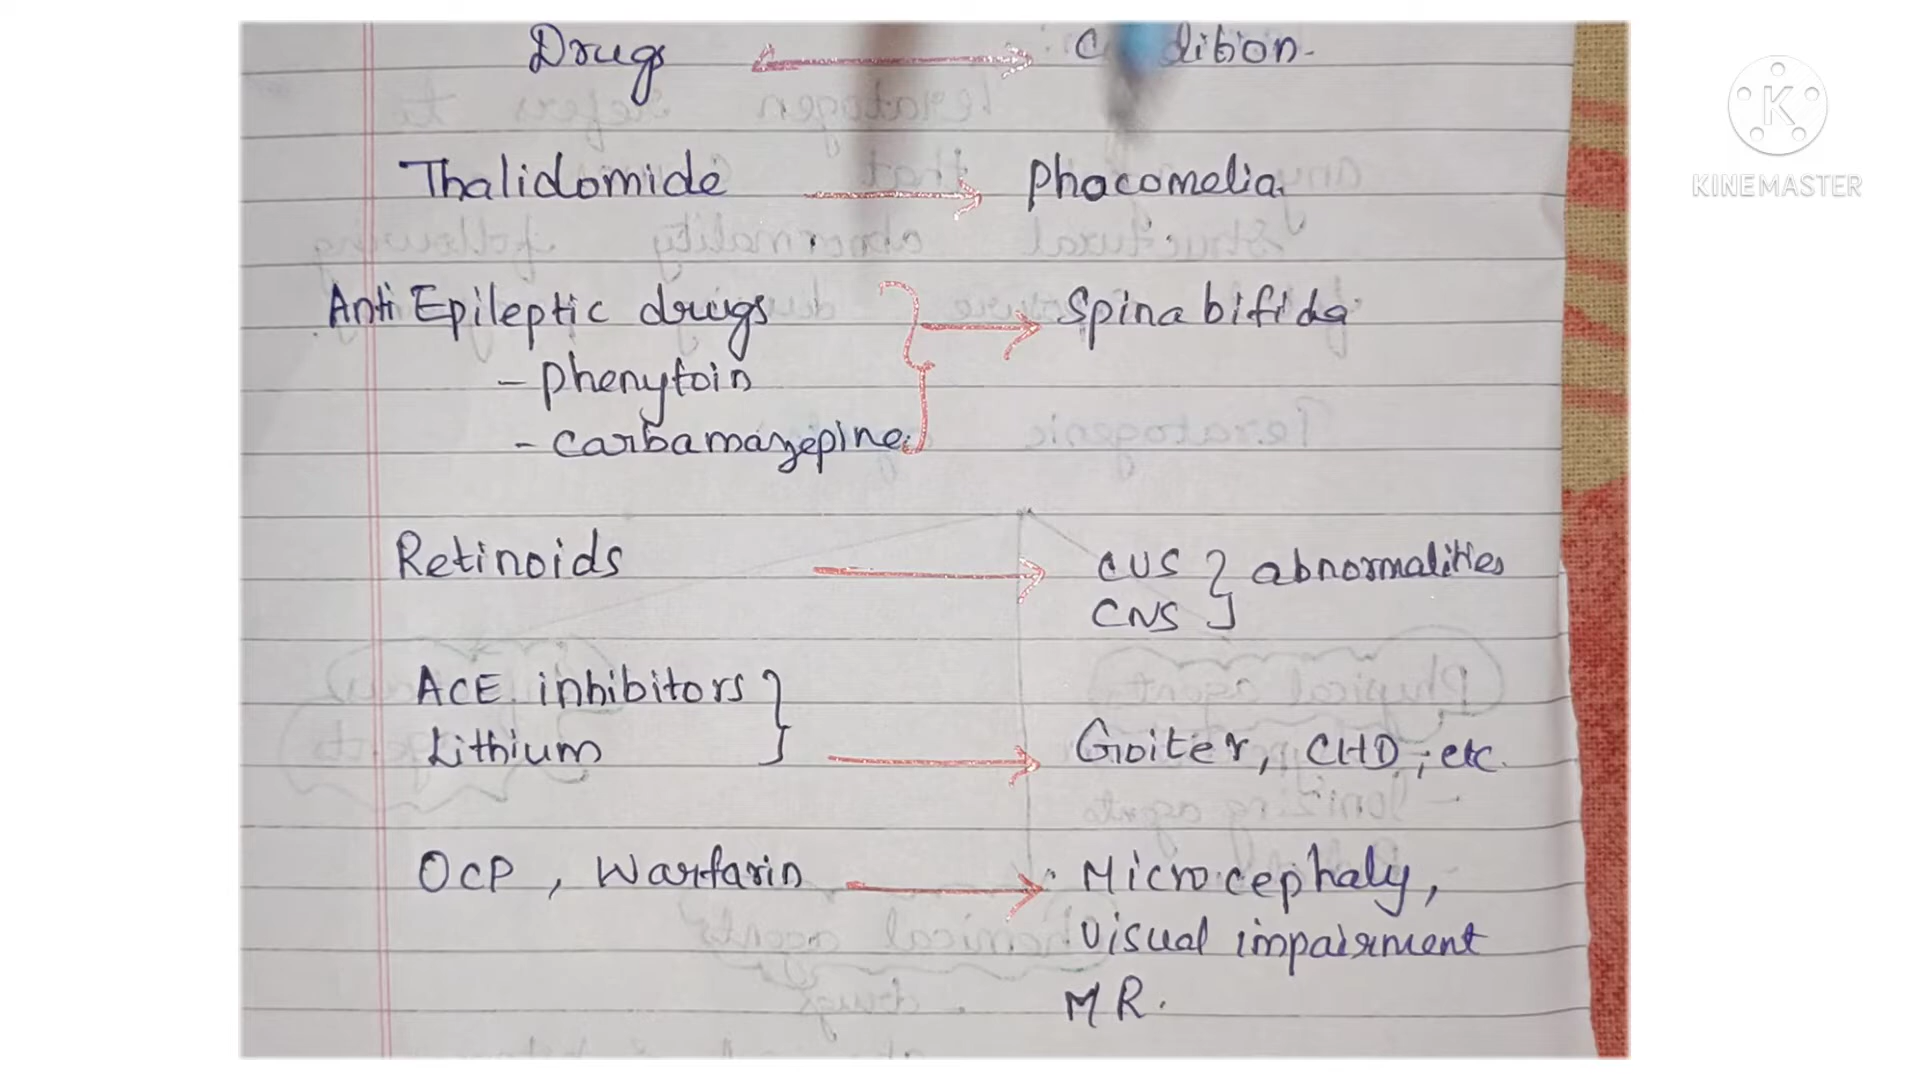 Drugs
Thalidomide Phocomelia
Anti Epileptic drugs Spina bifida
- phenytoin
- carbamazepine
Retinoids CVS abnormalities
CNS
ACE inhibitors
Lithium Goiter, CHD, etc.
OCP, Warfarin Microcephaly,
Visual impairment
MR.
K
KINEMASTER